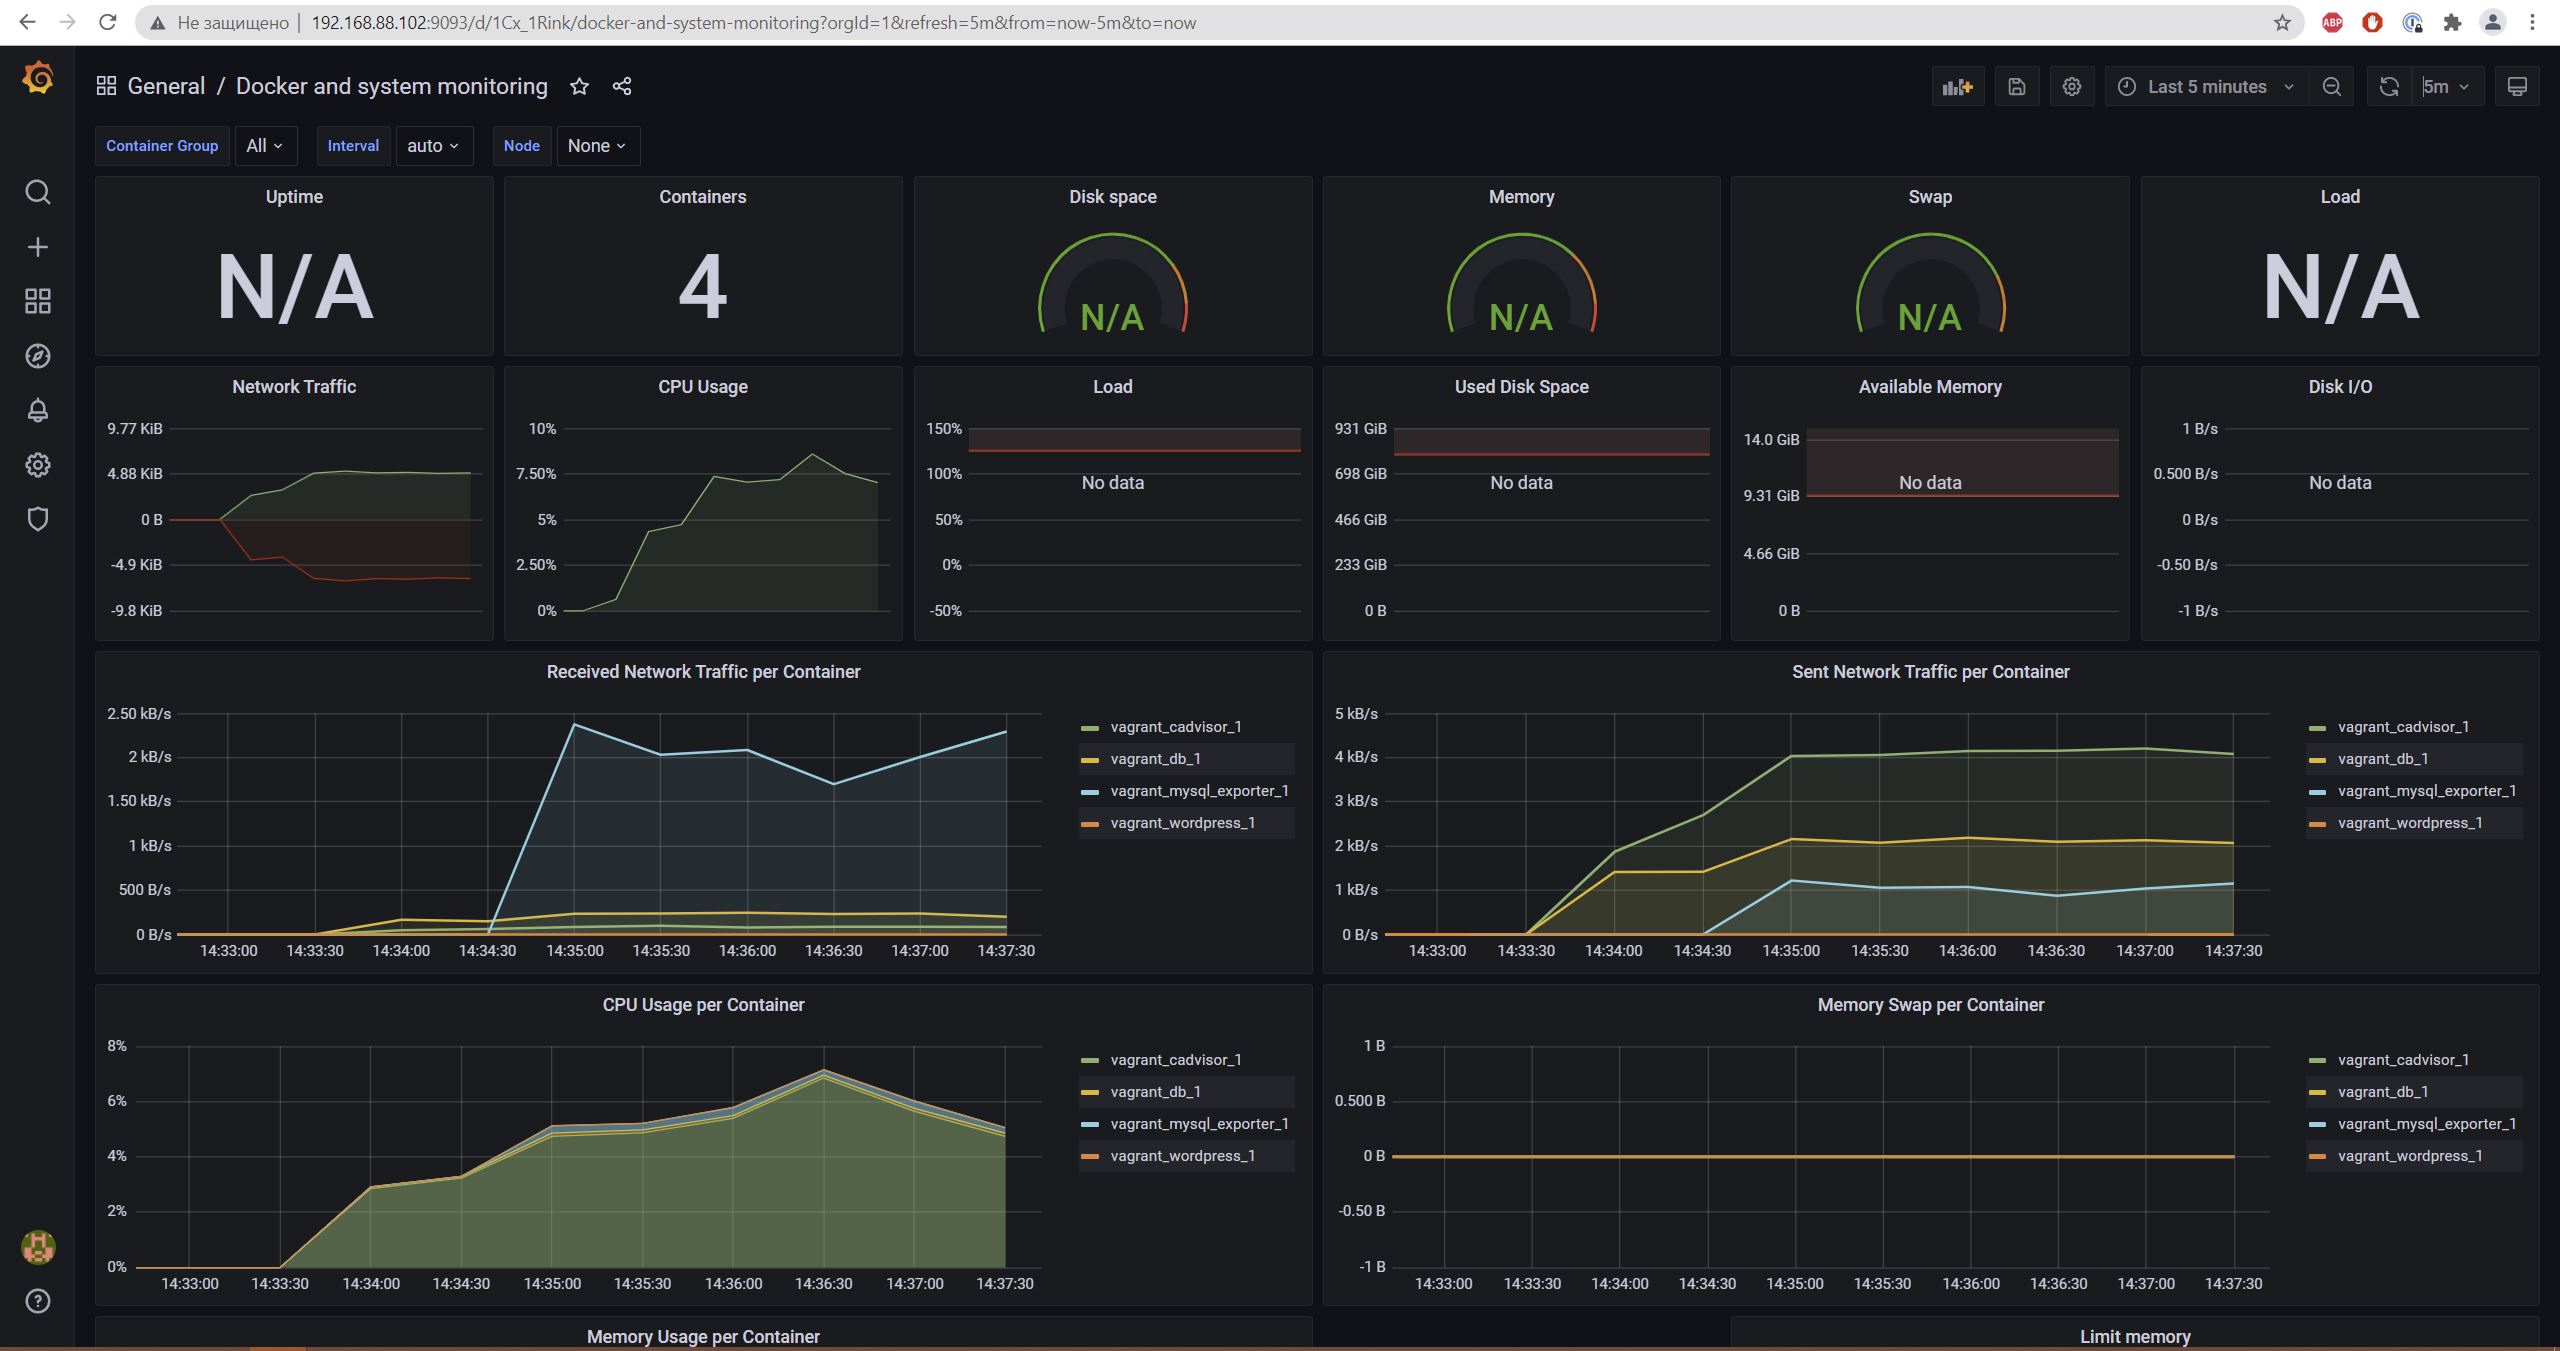 Не защищено | 192.168.88.102:9093/d/1Cx_1Rink/docker-and-system-monitoring?orgId=1&refresh=5m&from=now-5m&to=now
ABP
General / Docker and system monitoring
Last 5 minutes
5m
Container Group All Interval auto Node None
Uptime
N/A
Containers
4
Disk space
N/A
Memory
N/A
Swap
N/A
Load
N/A
Network Traffic
9.77 KiB
4.88 KiB
0 B
-4.9 KiB
-9.8 KiB
CPU Usage
10%
7.50%
5%
2.50%
0%
Load
150%
100%
50%
0%
-50%
No data
Used Disk Space
931 GiB
698 GiB
466 GiB
233 GiB
0 B
No data
Available Memory
14.0 GiB
9.31 GiB
4.66 GiB
0 B
No data
Disk I/O
1 B/s
0.500 B/s
0 B/s
-0.50 B/s
-1 B/s
No data
Received Network Traffic per Container
2.50 kB/s
2 kB/s
1.50 kB/s
1 kB/s
500 B/s
0 B/s
14:33:00 14:33:30 14:34:00 14:34:30 14:35:00 14:35:30 14:36:00 14:36:30 14:37:00 14:37:30
vagrant_cadvisor_1
vagrant_db_1
vagrant_mysql_exporter_1
vagrant_wordpress_1
Sent Network Traffic per Container
5 kB/s
4 kB/s
3 kB/s
2 kB/s
1 kB/s
0 B/s
14:33:00 14:33:30 14:34:00 14:34:30 14:35:00 14:35:30 14:36:00 14:36:30 14:37:00 14:37:30
vagrant_cadvisor_1
vagrant_db_1
vagrant_mysql_exporter_1
vagrant_wordpress_1
CPU Usage per Container
8%
6%
4%
2%
0%
14:33:00 14:33:30 14:34:00 14:34:30 14:35:00 14:35:30 14:36:00 14:36:30 14:37:00 14:37:30
vagrant_cadvisor_1
vagrant_db_1
vagrant_mysql_exporter_1
vagrant_wordpress_1
Memory Swap per Container
1 B
0.500 B
0 B
-0.50 B
-1 B
14:33:00 14:33:30 14:34:00 14:34:30 14:35:00 14:35:30 14:36:00 14:36:30 14:37:00 14:37:30
vagrant_cadvisor_1
vagrant_db_1
vagrant_mysql_exporter_1
vagrant_wordpress_1
Memory Usage per Container
Limit memory